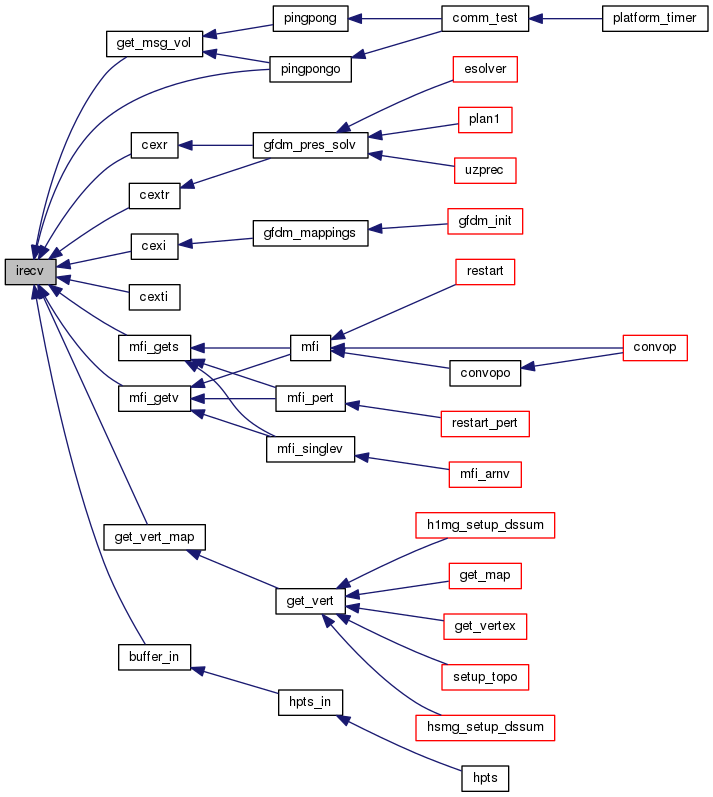 pingpong
comm_test
platform_timer
get_msg_vol
pingpongo
esolver
plan1
cexr
gfdm_pres_solv
uzprec
cextr
gfdm_init
gfdm_mappings
cexi
irecv
restart
cexti
mfi_gets
mfi
convop
convopo
mfi_getv
mfi_pert
restart_pert
mfi_singlev
mfi_arnv
h1mg_setup_dssum
get_vert_map
get_map
get_vert
get_vertex
buffer_in
setup_topo
hpts_in
hsmg_setup_dssum
hpts